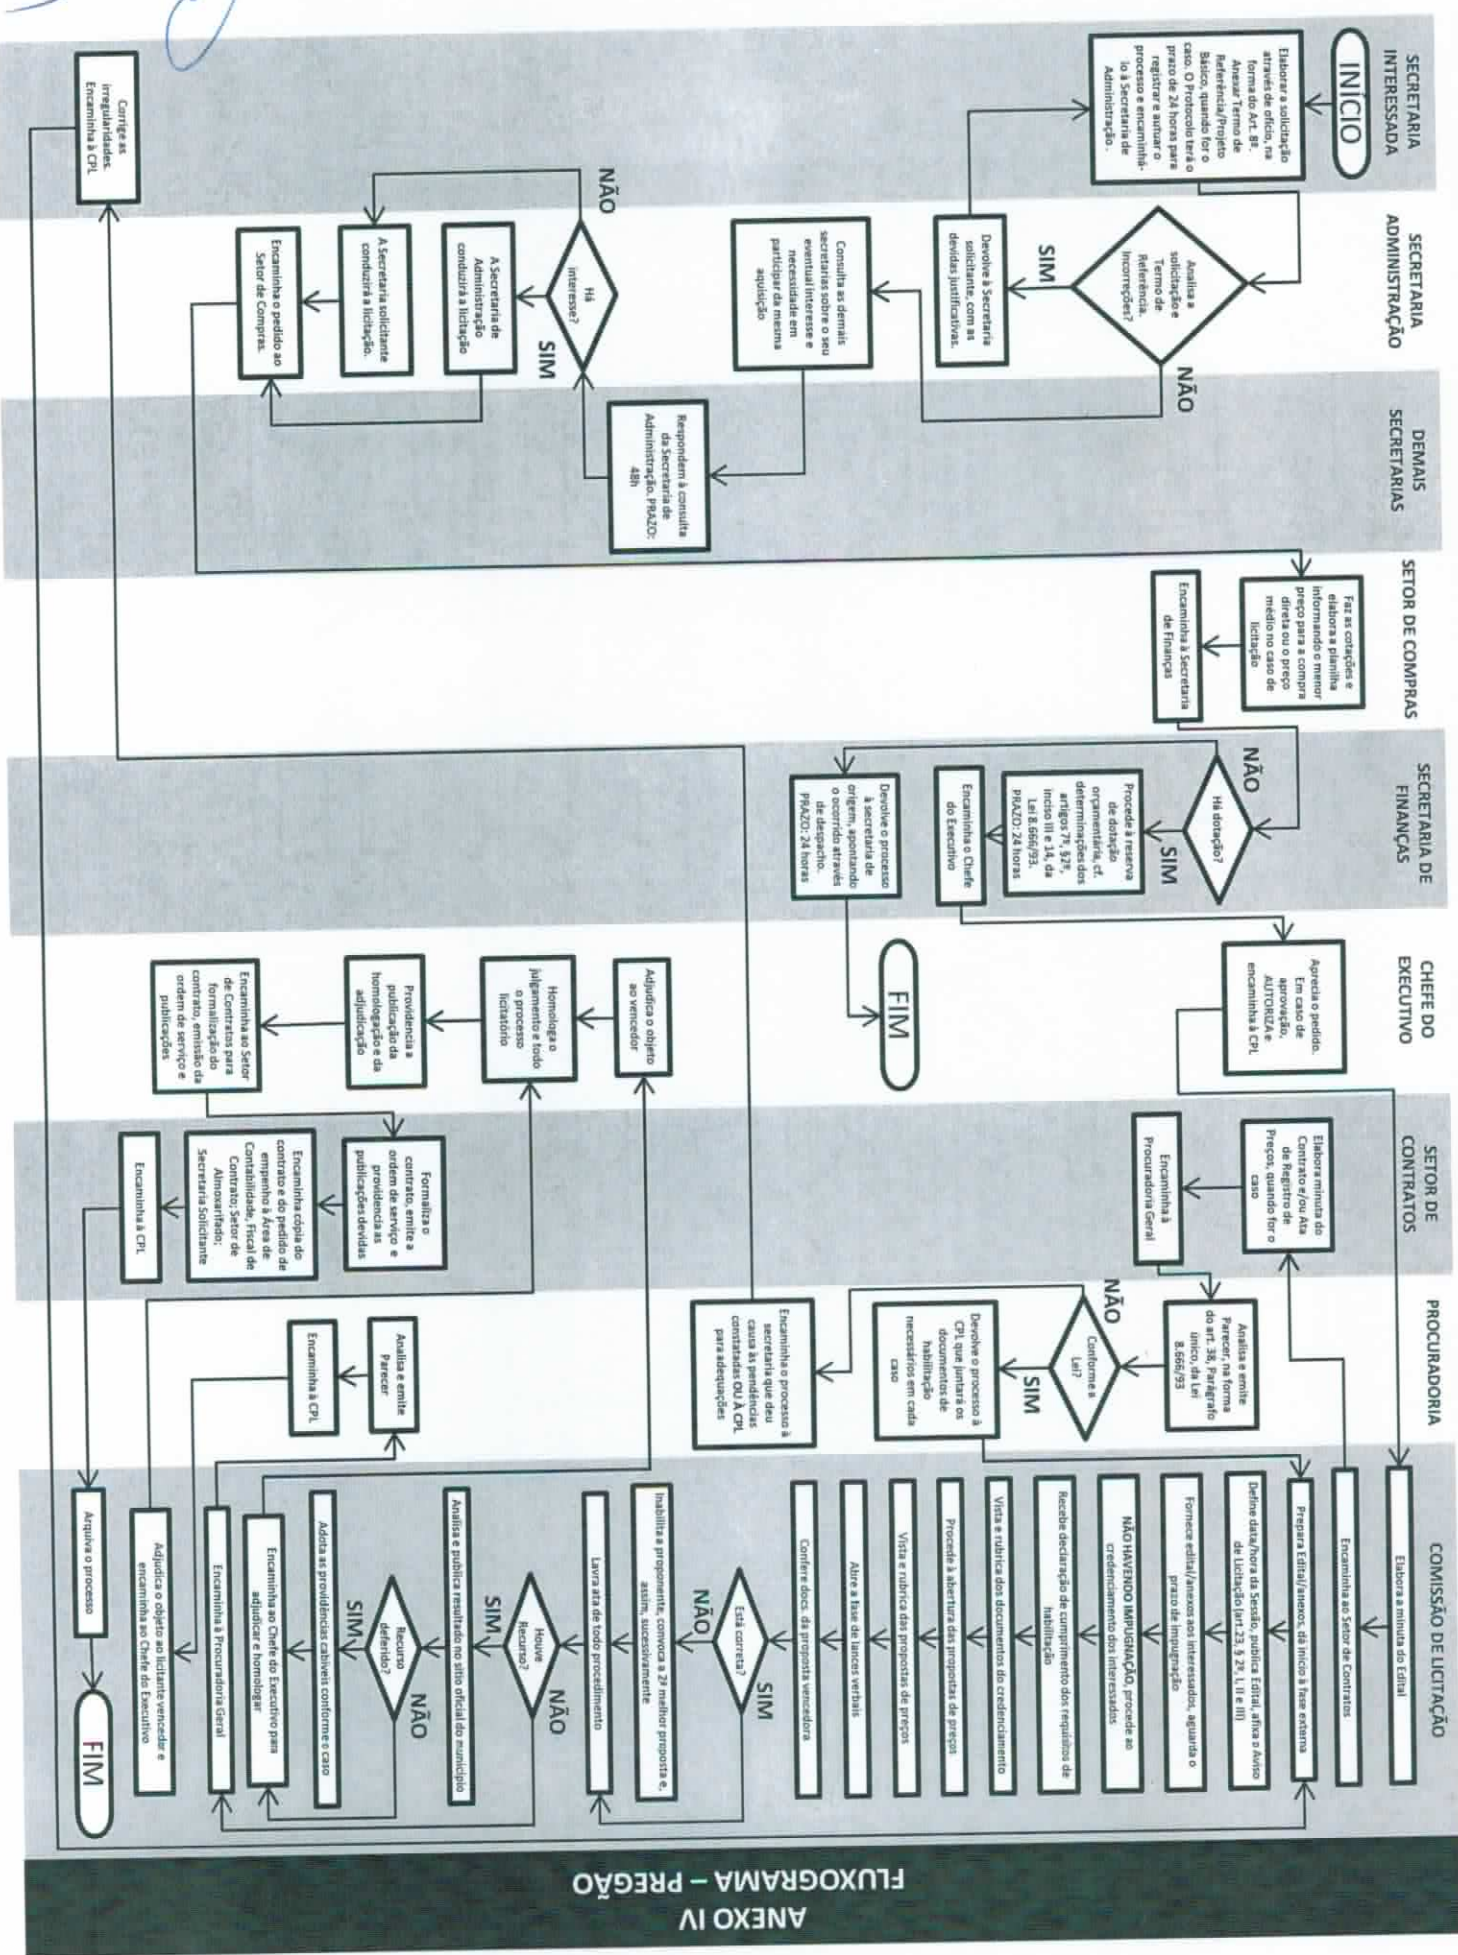 ANEXO IV
FLUXOGRAMA – PREGÃO
SECRETARIA
INTERESSADA
INÍCIO
Elaborar a solicitação
através de ofício, na
forma do Art. 8º.
Anexar Termo de
Referência/Projeto
Básico, quando for o
caso. O Protocolo terá o
prazo de 24 horas para
registrar e autuar o
processo e encaminhá-
lo à Secretaria de
Administração.
Corrige as
irregularidades.
Encaminha à CPL
SECRETARIA
ADMINISTRAÇÃO
Analisa a
solicitação e
Termo de
Referência.
Incorreções?
SIM
NÃO
Devolve à Secretaria
solicitante, com as
devidas justificativas.
Consulta as demais
secretarias sobre o seu
eventual interesse e
necessidade em
participar da mesma
aquisição
Há
interesse?
NÃO
SIM
A Secretaria de
Administração
conduzirá a licitação
A Secretaria solicitante
conduzirá a licitação.
Encaminha o pedido ao
Setor de Compras.
DEMAIS
SECRETARIAS
Respondem à consulta
da Secretaria de
Administração. PRAZO:
48h
SETOR DE COMPRAS
Faz as cotações e
elabora a planilha
informando o menor
preço para a compra
direta ou o preço
médio no caso de
licitação
Encaminha à Secretaria
de Finanças
SECRETARIA DE
FINANÇAS
Há dotação?
NÃO
SIM
Procede à reserva
de dotação
orçamentária, cf.
determinações dos
artigos 7º, §2º,
inciso III e 14, da
Lei 8.666/93.
PRAZO: 24 horas
Encaminha o Chefe
do Executivo
Devolve o processo
à secretaria de
origem, apontando
o ocorrido através
de despacho.
PRAZO: 24 horas
CHEFE DO
EXECUTIVO
Aprecia o pedido.
Em caso de
aprovação,
AUTORIZA e
encaminha à CPL
FIM
Adjudica o objeto
ao vencedor
Homologa o
julgamento e todo
o processo
licitatório
Providencia a
publicação da
homologação e da
adjudicação
Encaminha ao Setor
de Contratos para
formalização do
contrato, emissão da
ordem de serviço e
publicações
SETOR DE
CONTRATOS
Elabora minuta do
Contrato e/ou Ata
de Registro de
Preços, quando for o
caso
Encaminha à
Procuradoria Geral
Formaliza o
contrato, emite a
ordem de serviço e
providencia as
publicações devidas
Encaminha cópia do
contrato e do pedido de
empenho à Área de
Contabilidade, Fiscal de
Contrato; Setor de
Almoxarifado;
Secretaria Solicitante
Encaminha à CPL
PROCURADORIA
Analisa e emite
Parecer, na forma
do art. 38, Parágrafo
único, da Lei
8.666/93
Conforme a
Lei?
NÃO
SIM
Devolve o processo à
CPL que juntará os
documentos de
habilitação
necessários em cada
caso
Encaminha o processo à
secretaria que deu
causa às pendências
constatadas OU À CPL
para adequações
Analisa e emite
Parecer
Encaminha à CPL
COMISSÃO DE LICITAÇÃO
Elabora a minuta do Edital
Encaminha ao Setor de Contratos
Prepara Edital/anexos, dá início à fase externa
Define data/hora da Sessão, publica Edital, afixa o Aviso
de Licitação (art.23, § 2º, I, II e III)
Fornece edital/anexos aos interessados, aguarda o
prazo de impugnação
NÃO HAVENDO IMPUGNAÇÃO, procede ao
credenciamento dos interessados
Recebe declaração de cumprimento dos requisitos de
habilitação
Vista e rubrica dos documentos do credenciamento
Procede à abertura das propostas de preços
Vista e rubrica das propostas de preços
Abre a fase de lances verbais
Confere docs. da proposta vencedora
Está correta?
NÃO
SIM
Inabilita a proponente, convoca a 2ª melhor proposta e,
assim, sucessivamente
Lavra ata de todo procedimento
Houve
Recurso?
SIM
NÃO
Analisa e publica resultado no sítio oficial do município
Recurso
deferido?
SIM
NÃO
Adota as providências cabíveis conforme o caso
Encaminha ao Chefe do Executivo para
adjudicar e homologar
Encaminha à Procuradoria Geral
Adjudica o objeto ao licitante vencedor e
encaminha ao Chefe do Executivo
Arquiva o processo
FIM